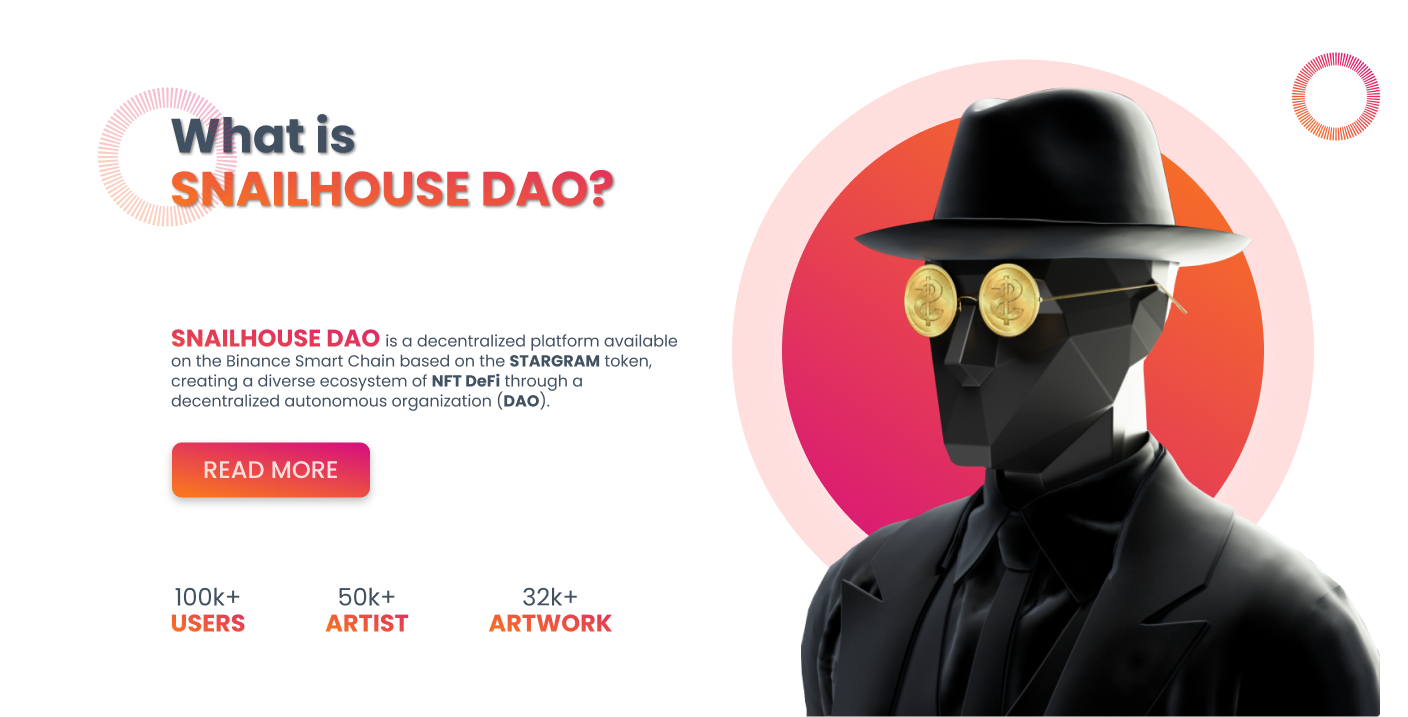 What is
SNAILHOUSE DAO?
SNAILHOUSE DAO is a decentralized platform available
on the Binance Smart Chain based on the STARGRAM token,
creating a diverse ecosystem of NFT DeFi through a
decentralized autonomous organization (DAO).
READ MORE
100k+ 50k+ 32k+
USERS ARTIST ARTWORK